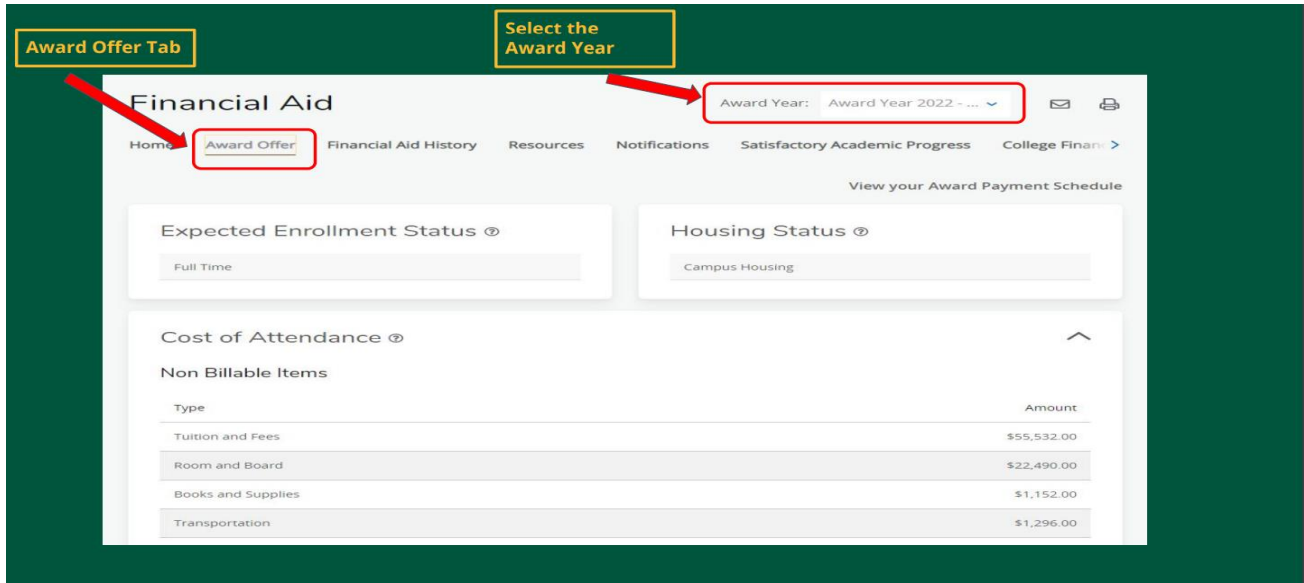 Award Offer Tab
Select the
Award Year
Financial Aid
Award Year: Award Year 2022 - ...
Home Award Offer Financial Aid History Resources Notifications Satisfactory Academic Progress College Finan
View your Award Payment Schedule
Expected Enrollment Status
Housing Status
Full Time
Campus Housing
Cost of Attendance
Non Billable Items
Type Amount
Tuition and Fees $55,532.00
Room and Board $22,490.00
Books and Supplies $1,152.00
Transportation $1,296.00